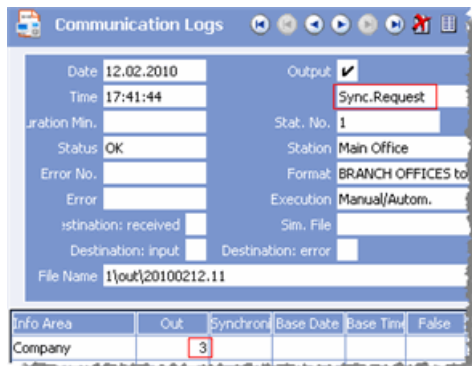 Communication Logs
Date 12.02.2010 Output ✔
Time 17:41:44 Sync.Request
uration Min. Stat. No. 1
Status OK Station Main Office
Error No. Format BRANCH OFFICES to
Error Execution Manual/Autom.
estination: received Sim. File
Destination: input Destination: error
File Name 1\out\20100212.11
Info Area Out Synchroni Base Date Base Time False
Company 3